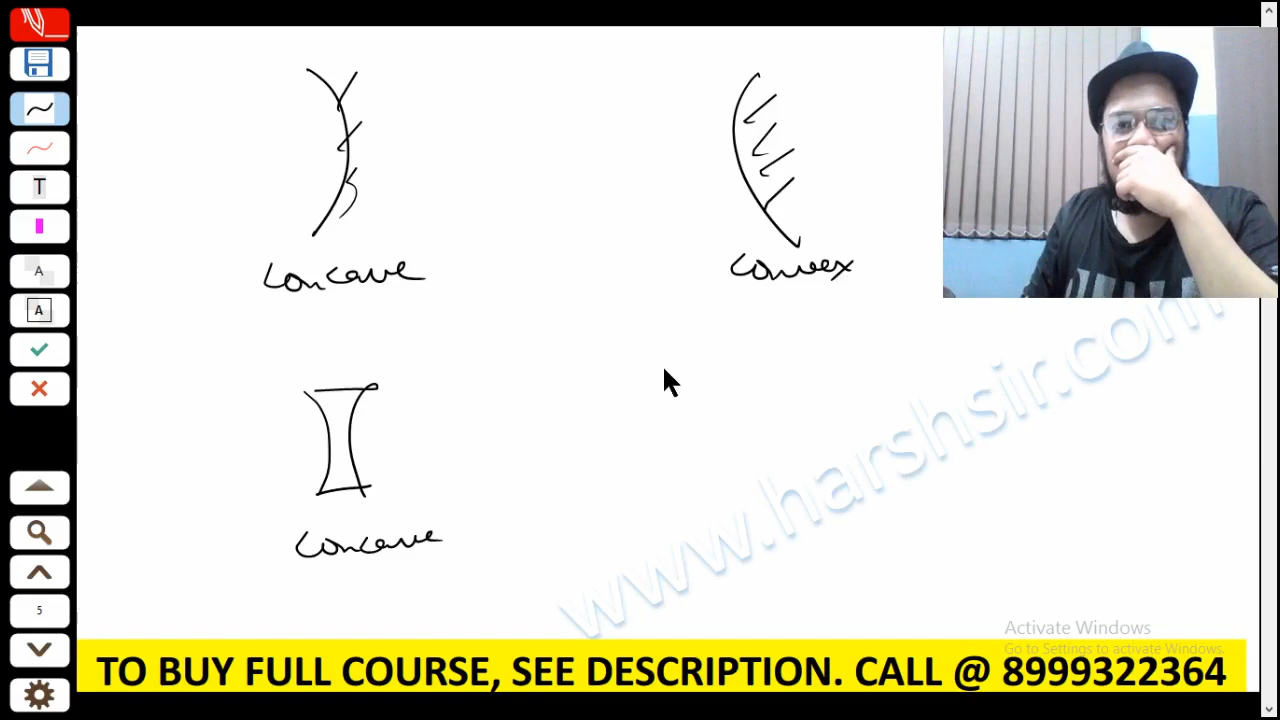 T
A
A
5
Concave
Convex
Concave
www.harshsir.com
Activate Windows
Go to Settings to activate Windows.
TO BUY FULL COURSE, SEE DESCRIPTION. CALL @ 8999322364